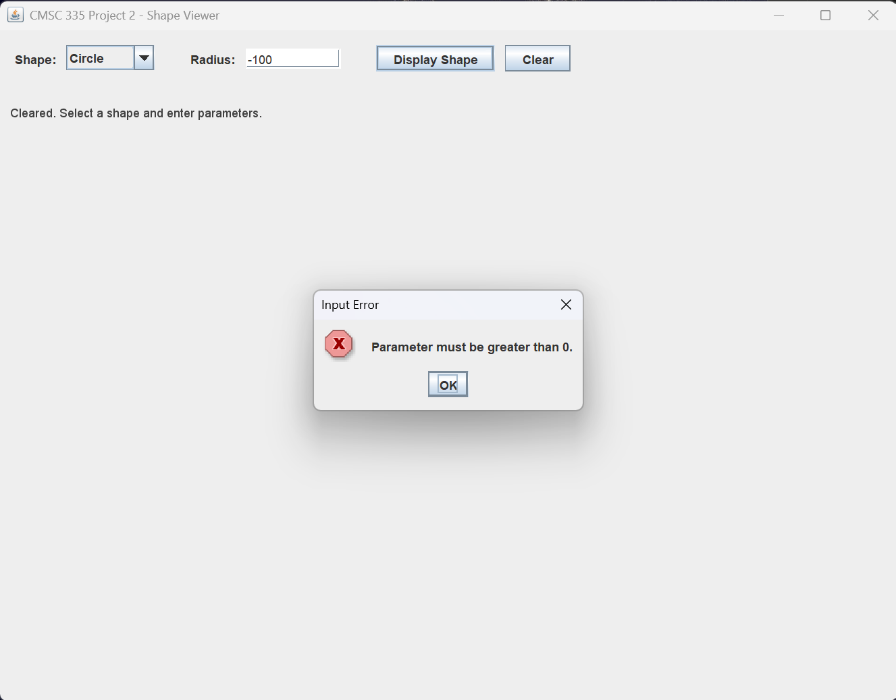 CMSC 335 Project 2 - Shape Viewer
Shape: Circle Radius: -100 Display Shape Clear
Cleared. Select a shape and enter parameters.
Input Error
X
Parameter must be greater than 0.
OK